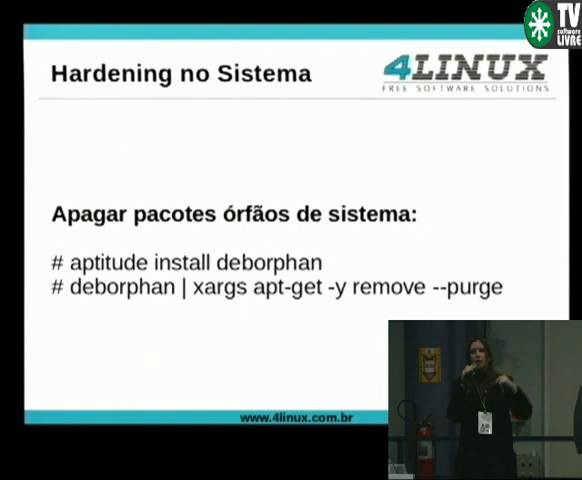 TV
software
LIVRE
Hardening no Sistema
4LINUX
FREE SOFTWARE SOLUTIONS
Apagar pacotes órfãos de sistema:
# aptitude install deborphan
# deborphan | xargs apt-get -y remove --purge
www.4linux.com.br